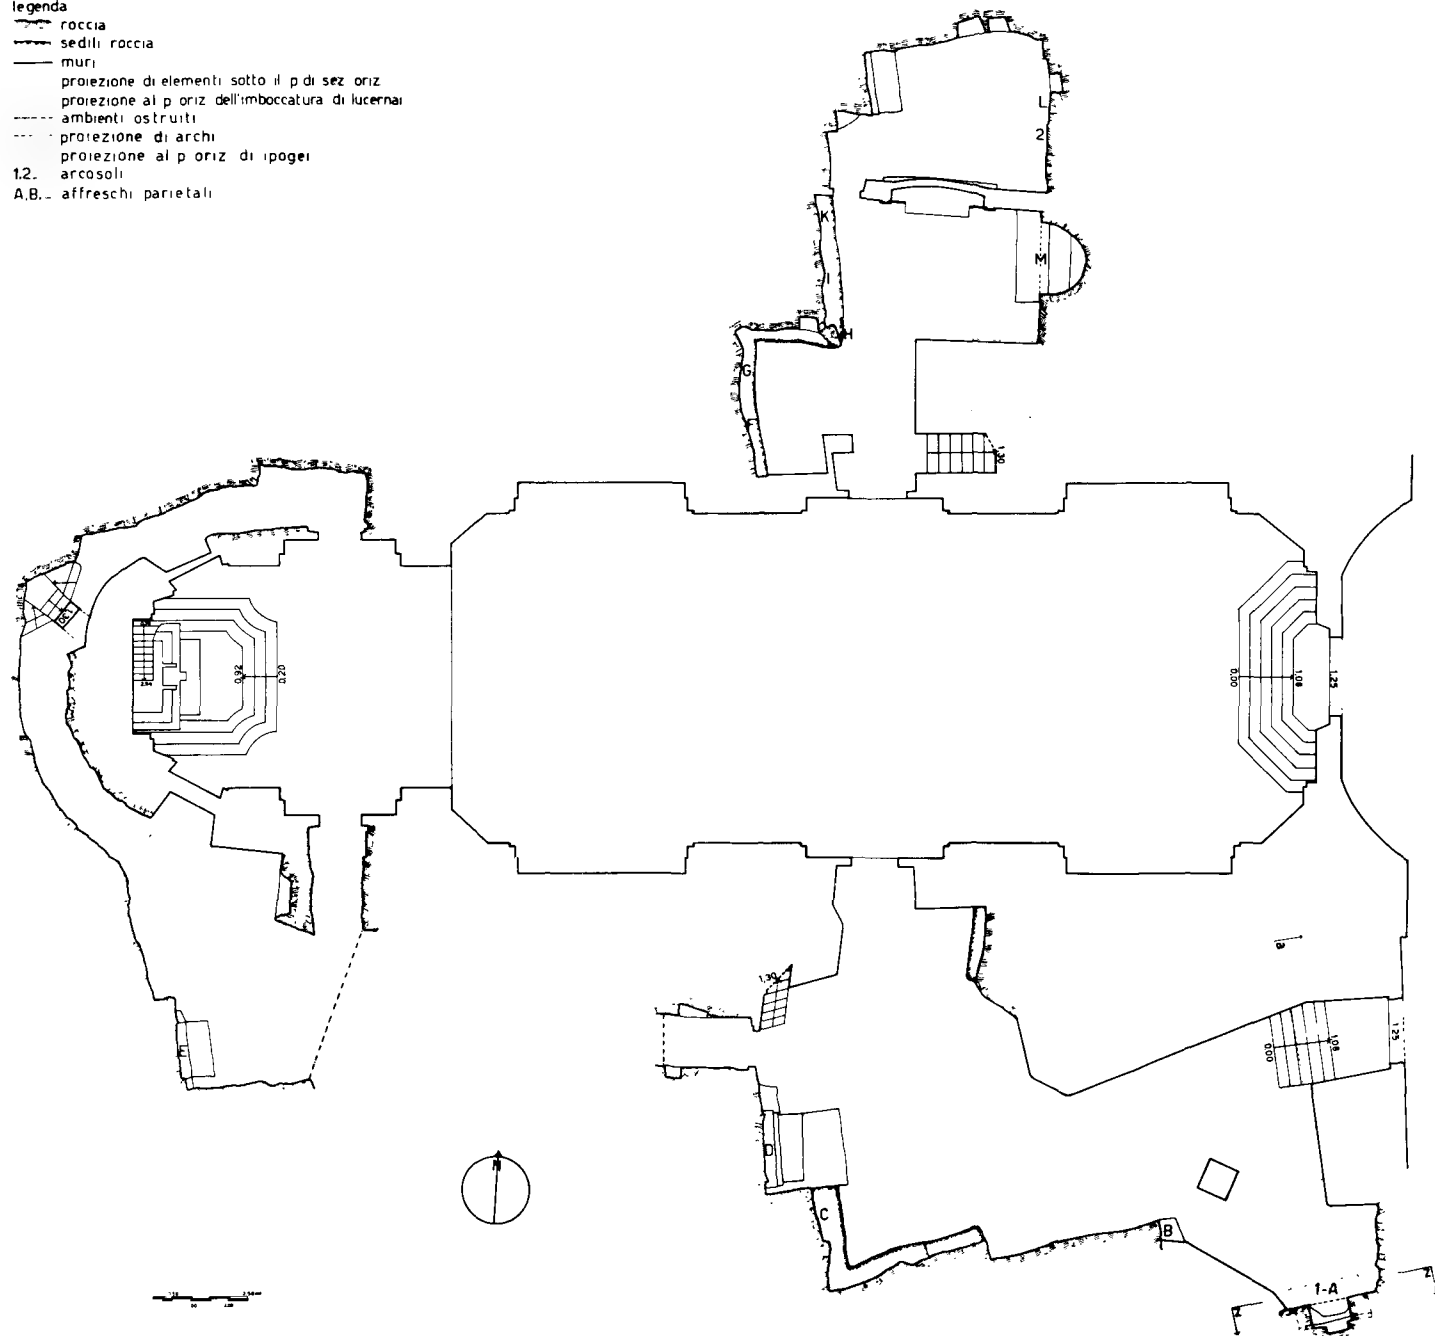 legenda
roccia
sedili roccia
muri
proiezione di elementi sotto il p di sez oriz
proiezione al p oriz dell'imboccatura di lucernai
ambienti ostruiti
proiezione di archi
proiezione al p oriz di ipogei
1.2. arcosoli
A.B... affreschi parietali
L
2
K
M
I
H
G
F
1,30
1,30
0,92
0,20
0,00
1,08
1,25
a
1,30
0,00
1,08
1,25
E
D
N
C
B
1-A
Z
Z